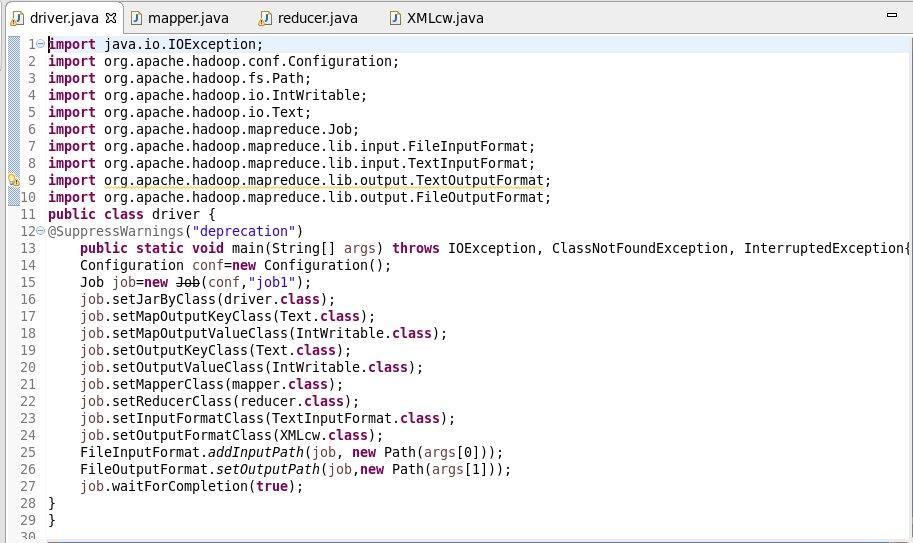 driver.java mapper.java reducer.java XMLcw.java
1 import java.io.IOException;
2 import org.apache.hadoop.conf.Configuration;
3 import org.apache.hadoop.fs.Path;
4 import org.apache.hadoop.io.IntWritable;
5 import org.apache.hadoop.io.Text;
6 import org.apache.hadoop.mapreduce.Job;
7 import org.apache.hadoop.mapreduce.lib.input.FileInputFormat;
8 import org.apache.hadoop.mapreduce.lib.input.TextInputFormat;
9 import org.apache.hadoop.mapreduce.lib.output.TextOutputFormat;
10 import org.apache.hadoop.mapreduce.lib.output.FileOutputFormat;
11 public class driver {
12 @SuppressWarnings("deprecation")
13 public static void main(String[] args) throws IOException, ClassNotFoundException, InterruptedException{
14 Configuration conf=new Configuration();
15 Job job=new Job(conf,"job1");
16 job.setJarByClass(driver.class);
17 job.setMapOutputKeyClass(Text.class);
18 job.setMapOutputValueClass(IntWritable.class);
19 job.setOutputKeyClass(Text.class);
20 job.setOutputValueClass(IntWritable.class);
21 job.setMapperClass(mapper.class);
22 job.setReducerClass(reducer.class);
23 job.setInputFormatClass(TextInputFormat.class);
24 job.setOutputFormatClass(XMLcw.class);
25 FileInputFormat.addInputPath(job, new Path(args[0]));
26 FileOutputFormat.setOutputPath(job,new Path(args[1]));
27 job.waitForCompletion(true);
28 }
29 }
30